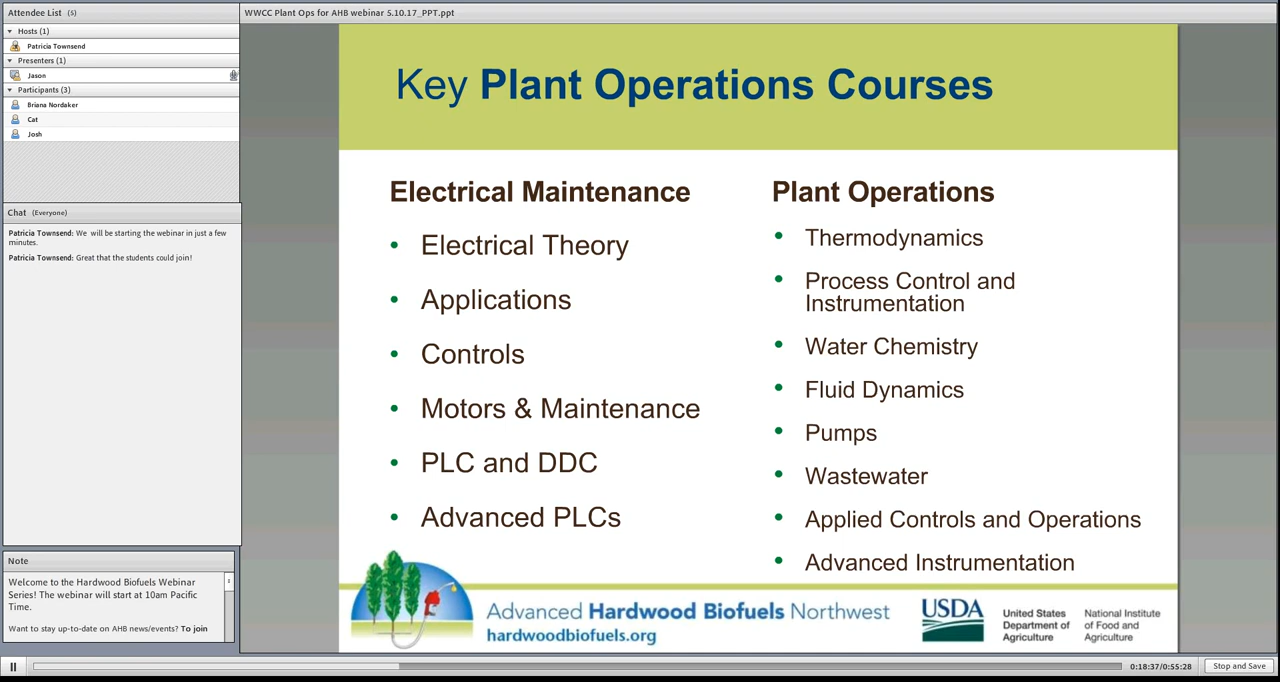 Attendee List (5)
WWCC Plant Ops for AHB webinar 5.10.17_PPT.ppt
Hosts (1)
Patricia Townsend
Presenters (1)
Jason
Participants (3)
Briana Nordaker
Cat
Josh
Chat (Everyone)
Patricia Townsend: We will be starting the webinar in just a few
minutes.
Patricia Townsend: Great that the students could join!
Note
Welcome to the Hardwood Biofuels Webinar
Series! The webinar will start at 10am Pacific
Time.
Want to stay up-to-date on AHB news/events? To join
Key Plant Operations Courses
Electrical Maintenance
• Electrical Theory
• Applications
• Controls
• Motors & Maintenance
• PLC and DDC
• Advanced PLCs
Plant Operations
• Thermodynamics
• Process Control and
Instrumentation
• Water Chemistry
• Fluid Dynamics
• Pumps
• Wastewater
• Applied Controls and Operations
• Advanced Instrumentation
Advanced Hardwood Biofuels Northwest
hardwoodbiofuels.org
USDA
United States
Department of
Agriculture
National Institute
of Food and
Agriculture
0:18:37/0:55:28
Stop and Save